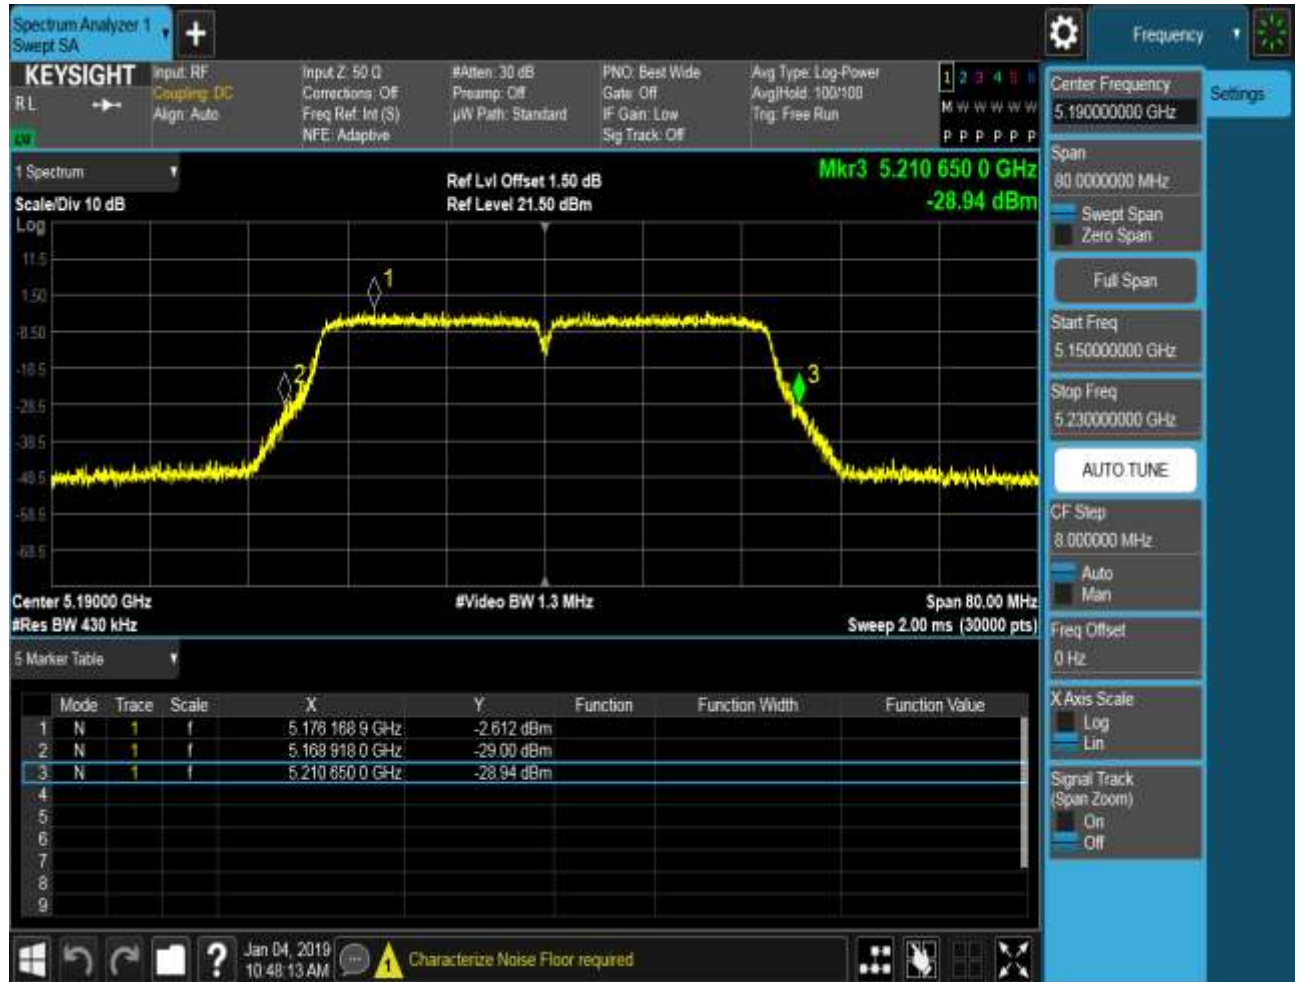 Spectrum Analyzer 1
Swept SA
Frequency
KEYSIGHT
RL
Input: RF
Coupling: DC
Align: Auto
Input Z: 50 Ω
Corrections: Off
Freq Ref: Int (S)
NFE: Adaptive
#Atten: 30 dB
Preamp: Off
µW Path: Standard
PNO: Best Wide
Gate: Off
IF Gain: Low
Sig Track: Off
Avg Type: Log-Power
Avg|Hold: 100/100
Trig: Free Run
1 2 3 4 5 6
M W W W W W
P P P P P P
1 Spectrum
Scale/Div 10 dB
Log
Ref Lvl Offset 1.50 dB
Ref Level 21.50 dBm
Mkr3 5.210 650 0 GHz
-28.94 dBm
11.5
1.50
-8.50
-18.5
-28.5
-38.5
-48.5
-58.5
-68.5
1
2
3
Center 5.19000 GHz
#Res BW 430 kHz
#Video BW 1.3 MHz
Span 80.00 MHz
Sweep 2.00 ms (30000 pts)
5 Marker Table
Mode Trace Scale X Y Function Function Width Function Value
1 N 1 f 5.176 168 9 GHz -2.612 dBm
2 N 1 f 5.168 918 0 GHz -29.00 dBm
3 N 1 f 5.210 650 0 GHz -28.94 dBm
4
5
6
7
8
9
Jan 04, 2019
10:48:13 AM
1
Characterize Noise Floor required
Settings
Center Frequency
5.190000000 GHz
Span
80.0000000 MHz
Swept Span
Zero Span
Full Span
Start Freq
5.150000000 GHz
Stop Freq
5.230000000 GHz
AUTO TUNE
CF Step
8.000000 MHz
Auto
Man
Freq Offset
0 Hz
X Axis Scale
Log
Lin
Signal Track
(Span Zoom)
On
Off